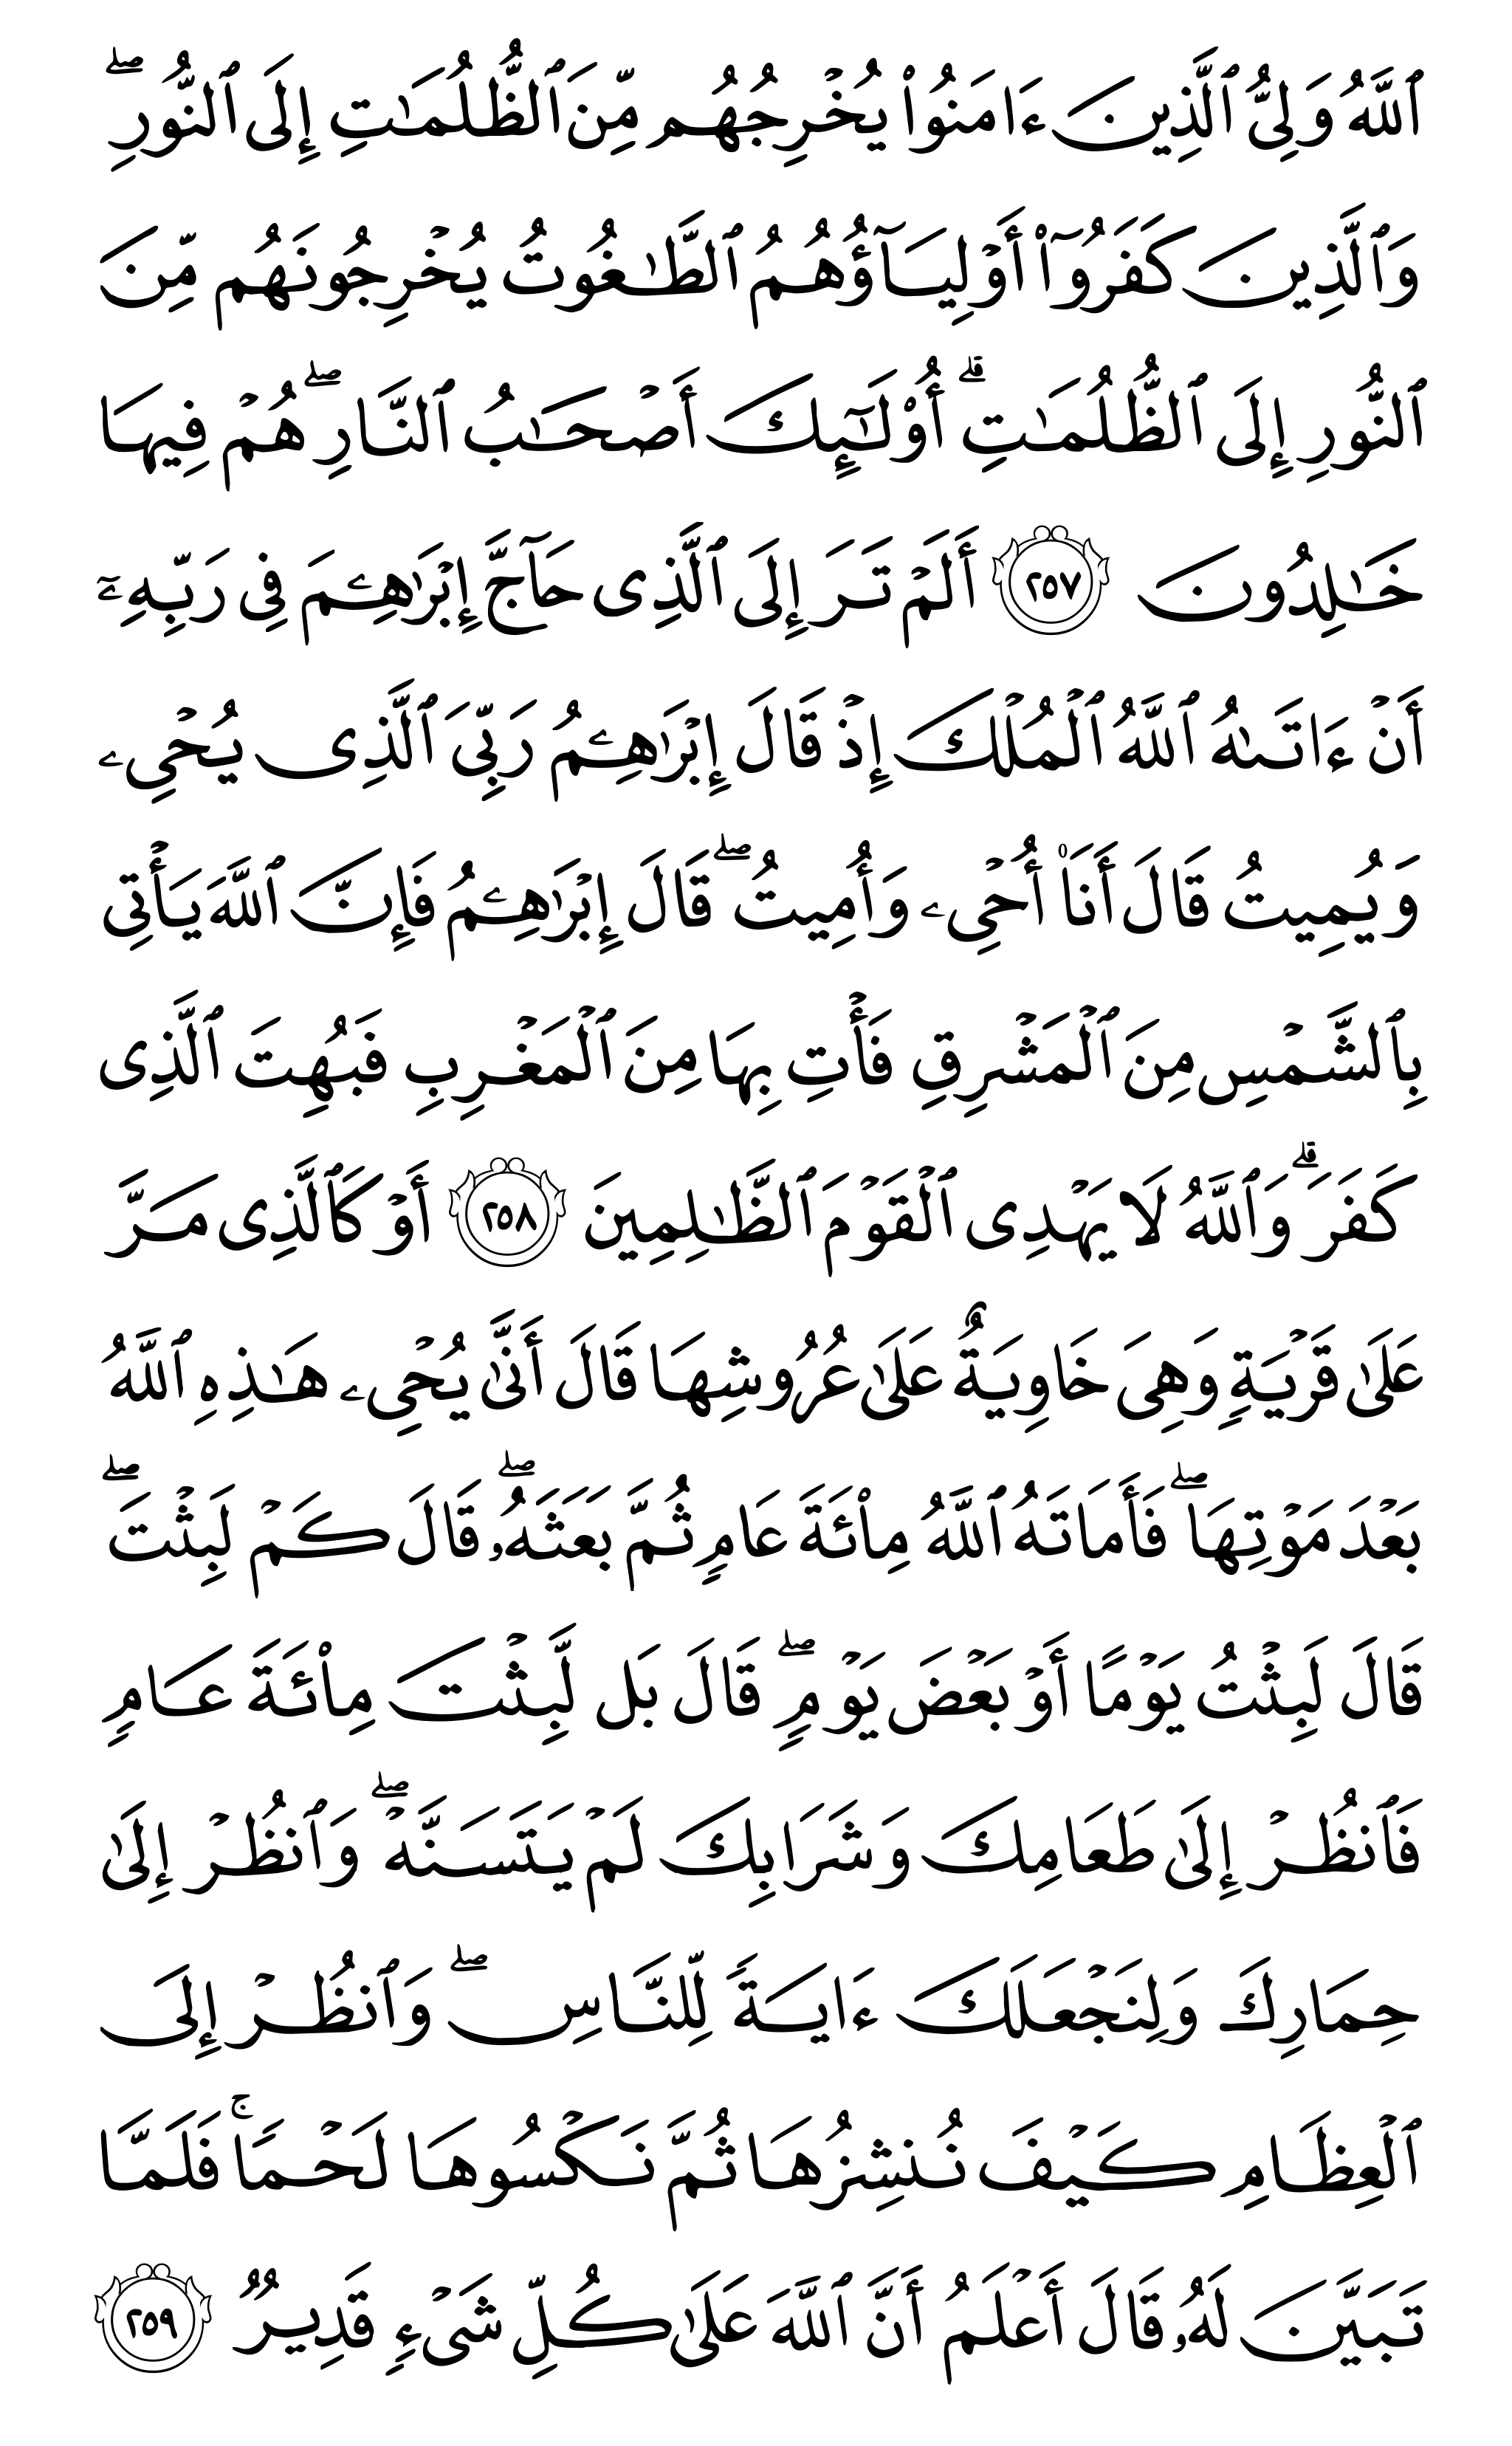 ٱللَّهُ وَلِىُّ ٱلَّذِينَ ءَامَنُوا۟ يُخْرِجُهُم مِّنَ ٱلظُّلُمَـٰتِ إِلَى ٱلنُّورِ ۖ
وَٱلَّذِينَ كَفَرُوٓا۟ أَوْلِيَآؤُهُمُ ٱلطَّـٰغُوتُ يُخْرِجُونَهُم مِّنَ
ٱلنُّورِ إِلَى ٱلظُّلُمَـٰتِ ۗ أُو۟لَـٰٓئِكَ أَصْحَـٰبُ ٱلنَّارِ ۖ هُمْ فِيهَا
خَـٰلِدُونَ ٢٥٧ أَلَمْ تَرَ إِلَى ٱلَّذِى حَآجَّ إِبْرَٰهِـۧمَ فِى رَبِّهِۦٓ
أَنْ ءَاتَىٰهُ ٱللَّهُ ٱلْمُلْكَ إِذْ قَالَ إِبْرَٰهِـۧمُ رَبِّىَ ٱلَّذِى يُحْىِۦ
وَيُمِيتُ قَالَ أَنَا۠ أُحْىِۦ وَأُمِيتُ ۖ قَالَ إِبْرَٰهِـۧمُ فَإِنَّ ٱللَّهَ يَأْتِى
بِٱلشَّمْسِ مِنَ ٱلْمَشْرِقِ فَأْتِ بِهَا مِنَ ٱلْمَغْرِبِ فَبُهِتَ ٱلَّذِى
كَفَرَ ۗ وَٱللَّهُ لَا يَهْدِى ٱلْقَوْمَ ٱلظَّـٰلِمِينَ ٢٥٨ أَوْ كَٱلَّذِى مَرَّ
عَلَىٰ قَرْيَةٍ وَهِىَ خَاوِيَةٌ عَلَىٰ عُرُوشِهَا قَالَ أَنَّىٰ يُحْىِۦ هَـٰذِهِ ٱللَّهُ
بَعْدَ مَوْتِهَا ۖ فَأَمَاتَهُ ٱللَّهُ مِا۟ئَةَ عَامٍ ثُمَّ بَعَثَهُۥ ۖ قَالَ كَمْ لَبِثْتَ ۖ
قَالَ لَبِثْتُ يَوْمًا أَوْ بَعْضَ يَوْمٍ ۖ قَالَ بَل لَّبِثْتَ مِا۟ئَةَ عَامٍ
فَٱنظُرْ إِلَىٰ طَعَامِكَ وَشَرَابِكَ لَمْ يَتَسَنَّهْ ۖ وَٱنظُرْ إِلَىٰ
حِمَارِكَ وَلِنَجْعَلَكَ ءَايَةً لِّلنَّاسِ ۖ وَٱنظُرْ إِلَى
ٱلْعِظَامِ كَيْفَ نُنشِزُهَا ثُمَّ نَكْسُوهَا لَحْمًا ۚ فَلَمَّا
تَبَيَّنَ لَهُۥ قَالَ أَعْلَمُ أَنَّ ٱللَّهَ عَلَىٰ كُلِّ شَىْءٍ قَدِيرٌ ٢٥٩